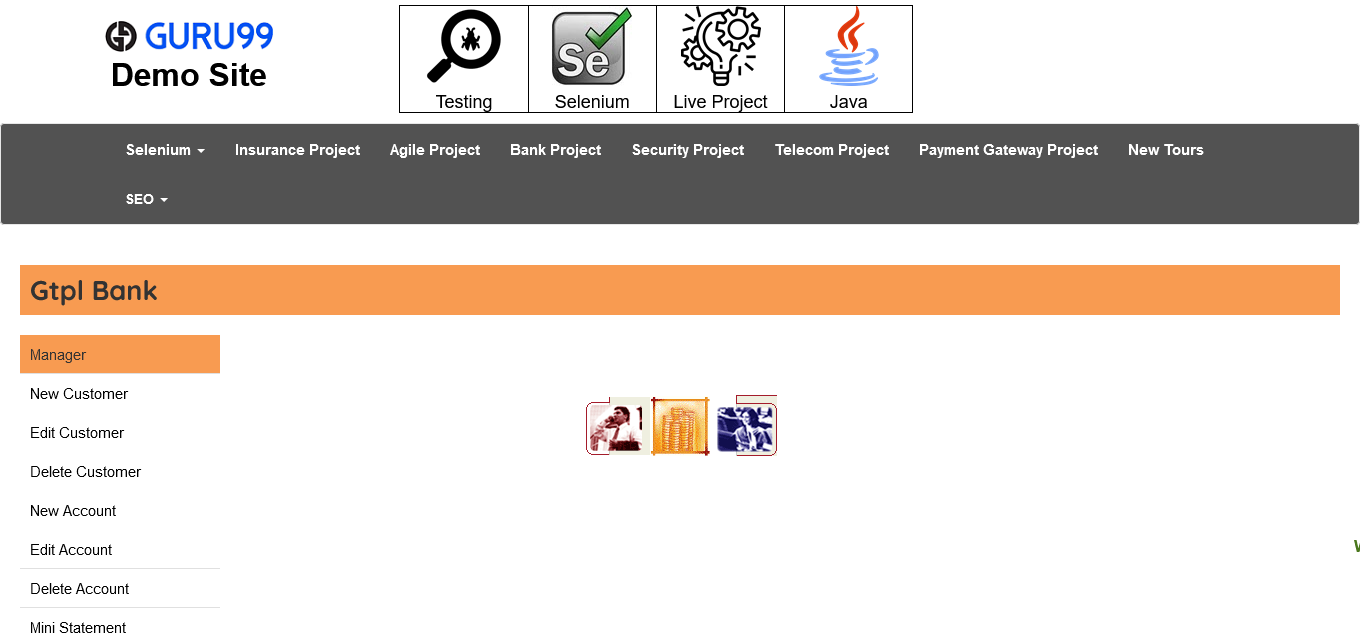 GURU99
Demo Site
Se
Testing
Selenium
Live Project
Java
Selenium
Insurance Project
Agile Project
Bank Project
Security Project
Telecom Project
Payment Gateway Project
New Tours
SEO
Gtpl Bank
Manager
New Customer
Edit Customer
Delete Customer
New Account
Edit Account
Delete Account
Mini Statement